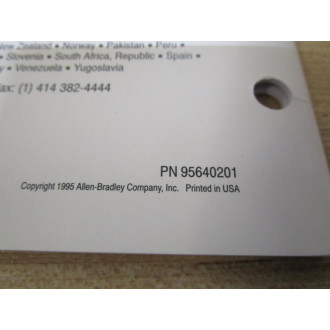 New Zealand • Norway • Pakistan • Peru •
• Slovenia • South Africa, Republic • Spain •
• Venezuela • Yugoslavia
ax: (1) 414 382-4444
PN 95640201
Copyright 1995 Allen-Bradley Company, Inc. Printed in USA